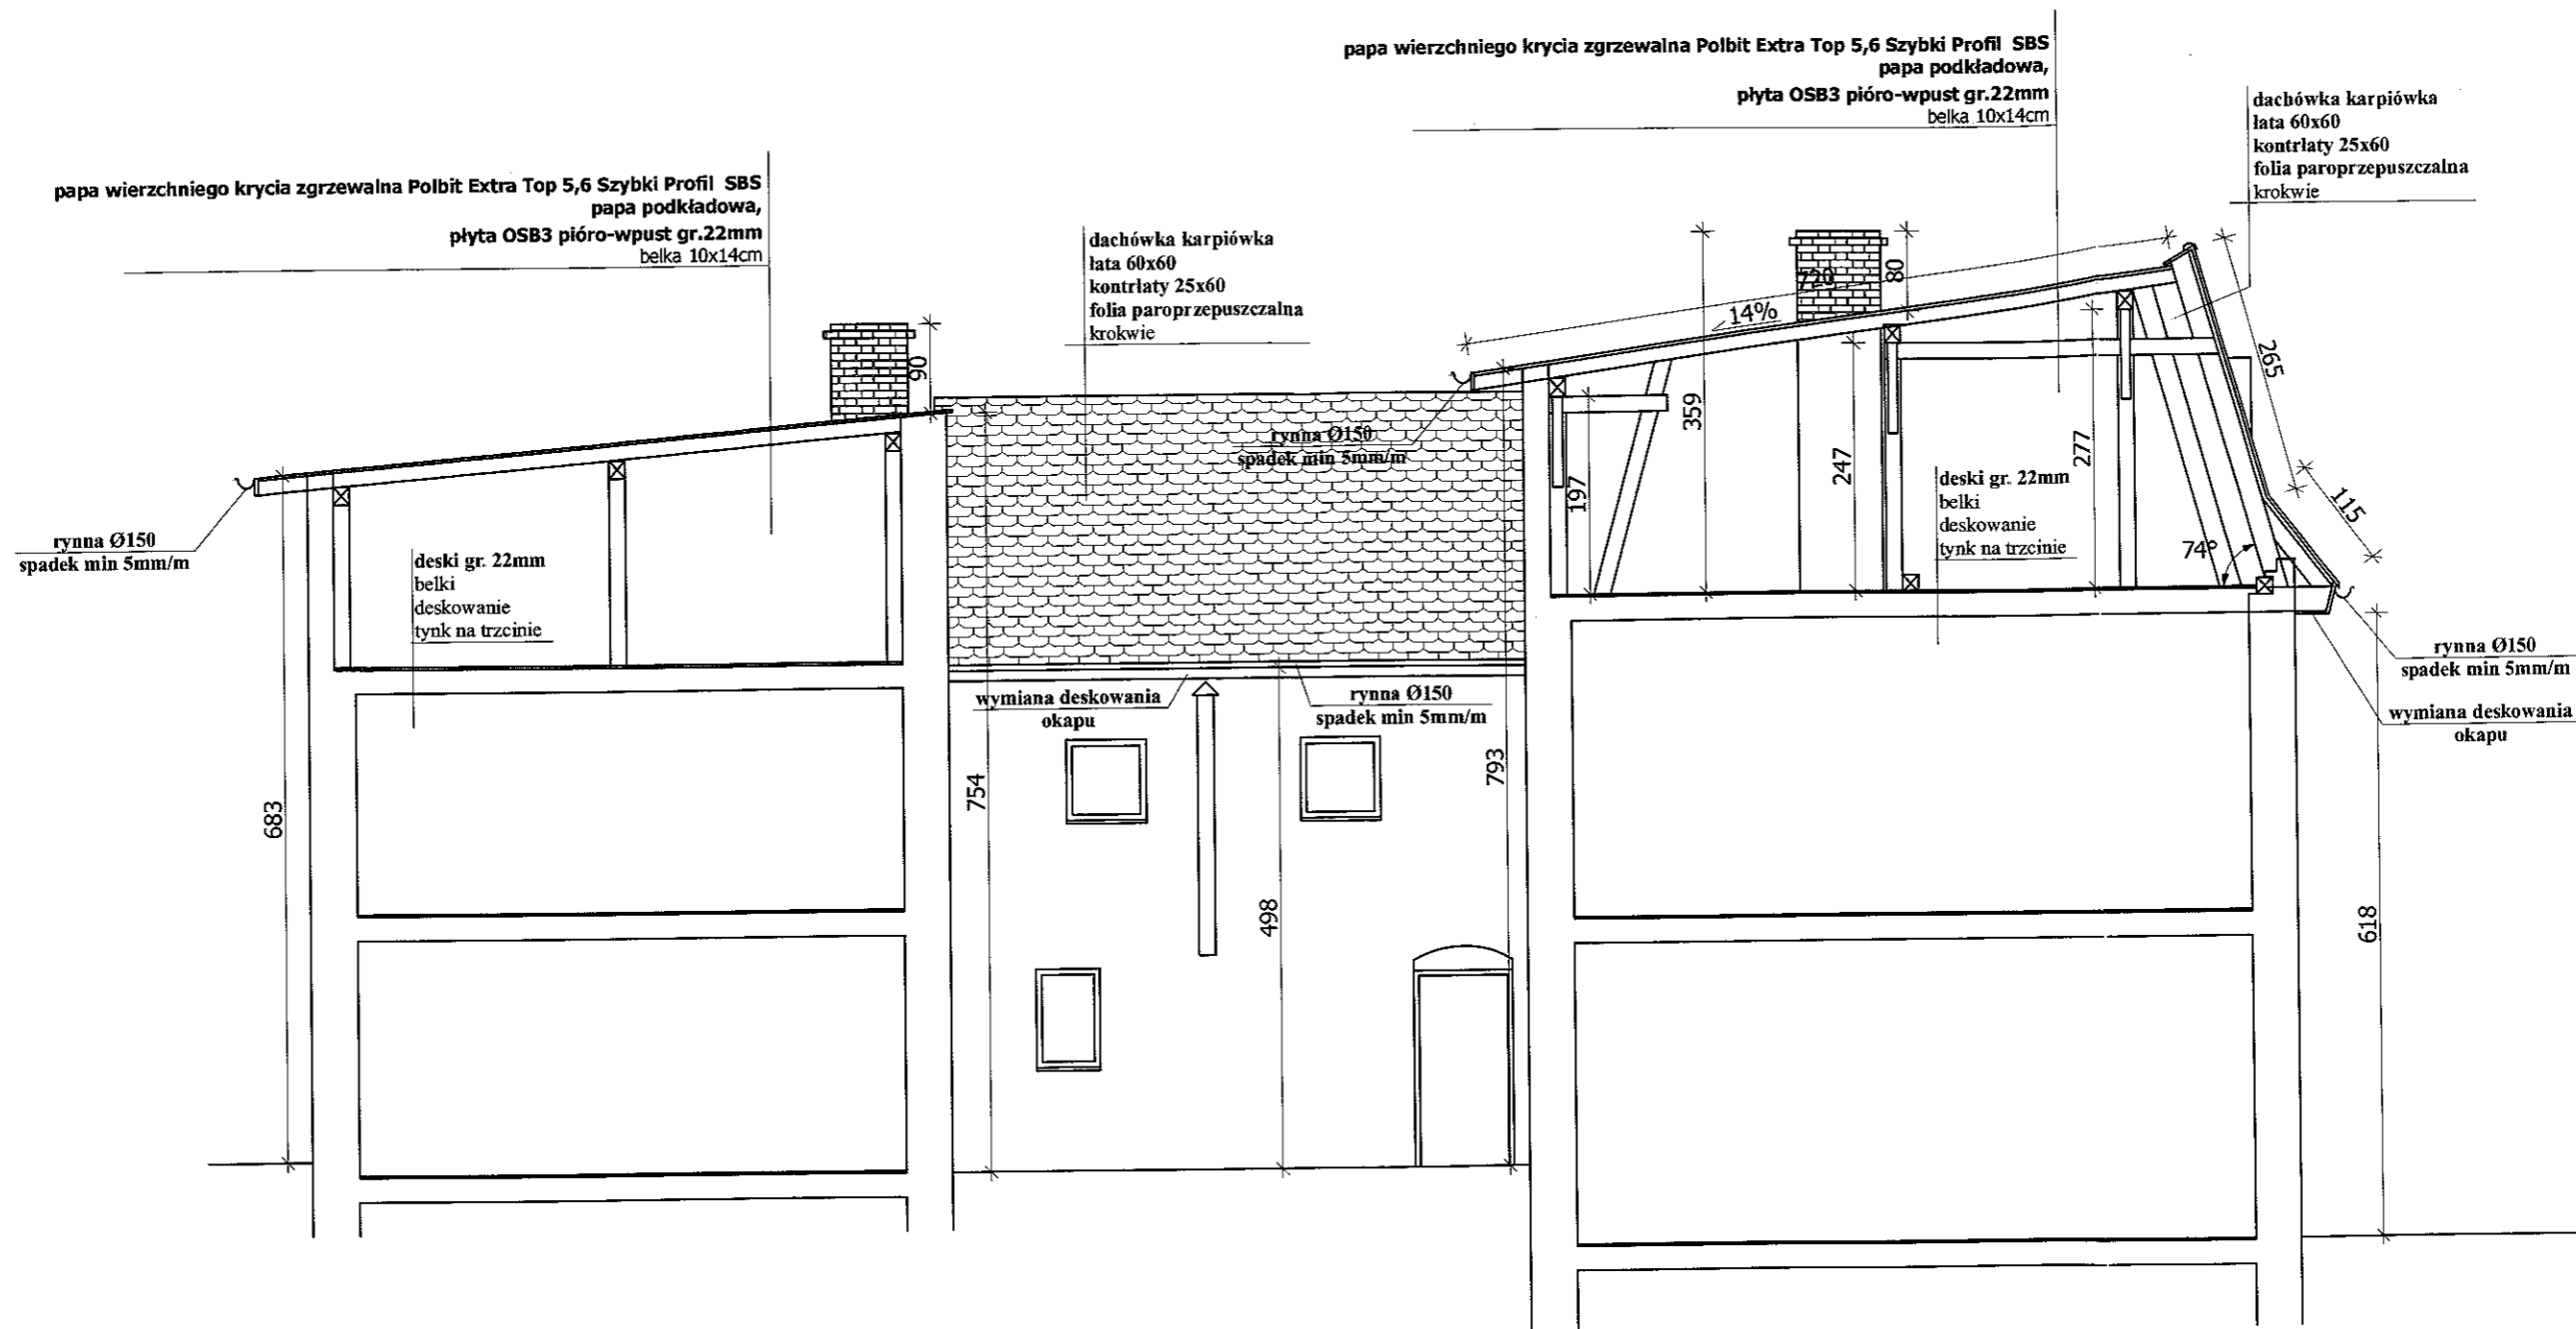 papa wierzchniego krycia zgrzewalna Polbit Extra Top 5,6 Szybki Profil SBS
papa podkładowa,
płyta OSB3 pióro-wpust gr.22mm
belka 10x14cm
dachówka karpiówka
łata 60x60
kontrłaty 25x60
folia paroprzepuszczalna
krokwie
papa wierzchniego krycia zgrzewalna Polbit Extra Top 5,6 Szybki Profil SBS
papa podkładowa,
płyta OSB3 pióro-wpust gr.22mm
belka 10x14cm
dachówka karpiówka
łata 60x60
kontrłaty 25x60
folia paroprzepuszczalna
krokwie
90
720
80
14%
265
359
247
277
197
115
74°
rynna Ø150
spadek min 5mm/m
rynna Ø150
spadek min 5mm/m
deski gr. 22mm
belki
deskowanie
tynk na trzcinie
deski gr. 22mm
belki
deskowanie
tynk na trzcinie
wymiana deskowania
okapu
rynna Ø150
spadek min 5mm/m
rynna Ø150
spadek min 5mm/m
wymiana deskowania
okapu
683
754
498
793
618